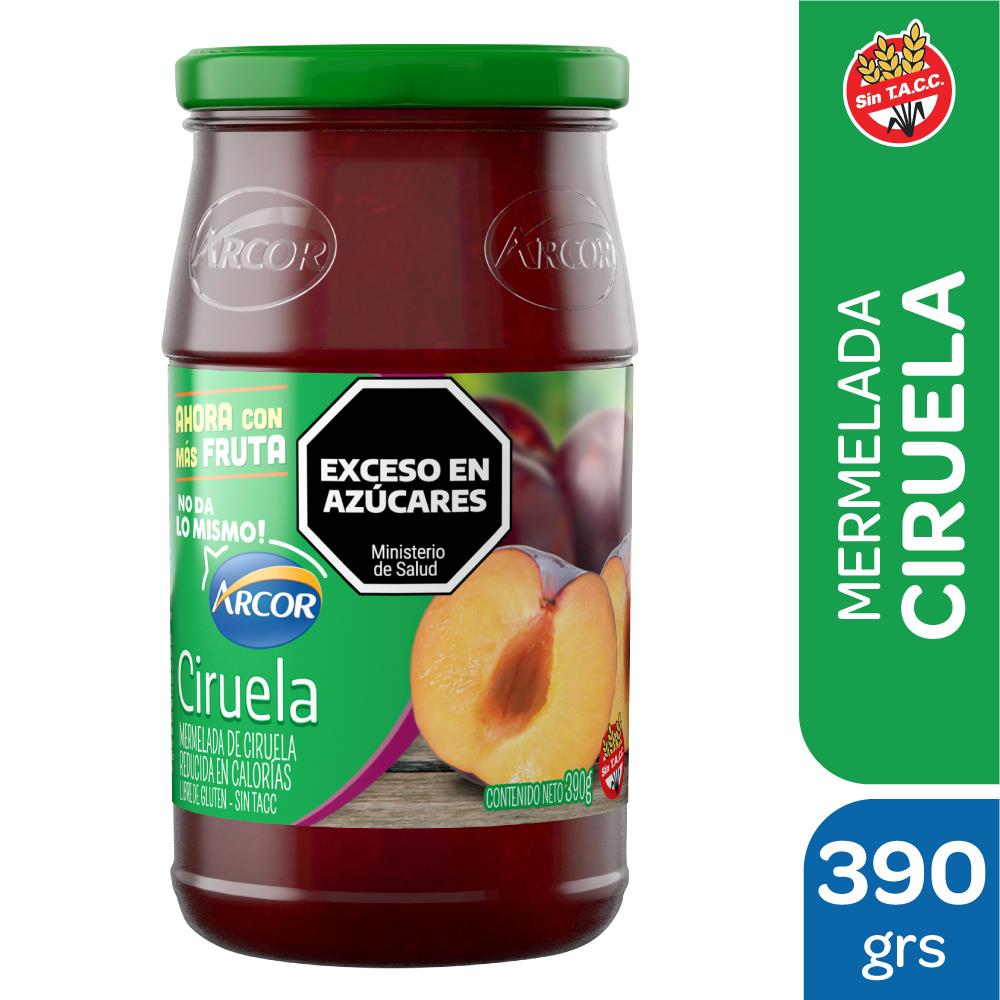 ARCOR
ARCOR
AHORA CON
MÁS FRUTA
NO DA
LO MISMO!
ARCOR
EXCESO EN
AZÚCARES
Ministerio
de Salud
Ciruela
MERMELADA DE CIRUELA
REDUCIDA EN CALORÍAS
LIBRE DE GLUTEN - SIN TACC
CONTENIDO NETO 390g
Sin T.A.C.C.
Sin T.A.C.C.
MERMELADA
CIRUELA
390
grs